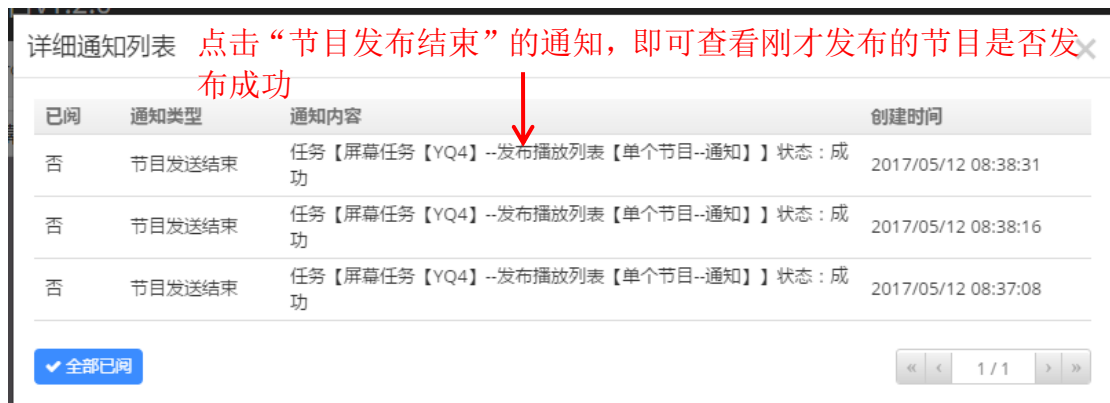 v1.2.0
详细通知列表
点击“节目发布结束”的通知，即可查看刚才发布的节目是否发
布成功
已阅 通知类型 通知内容 创建时间
否 节目发送结束 任务【屏幕任务【YQ4】--发布播放列表【单个节目--通知】】状态：成 2017/05/12 08:38:31
功
否 节目发送结束 任务【屏幕任务【YQ4】--发布播放列表【单个节目--通知】】状态：成 2017/05/12 08:38:16
功
否 节目发送结束 任务【屏幕任务【YQ4】--发布播放列表【单个节目--通知】】状态：成 2017/05/12 08:37:08
功
全部已阅
« ‹ 1 / 1 › »